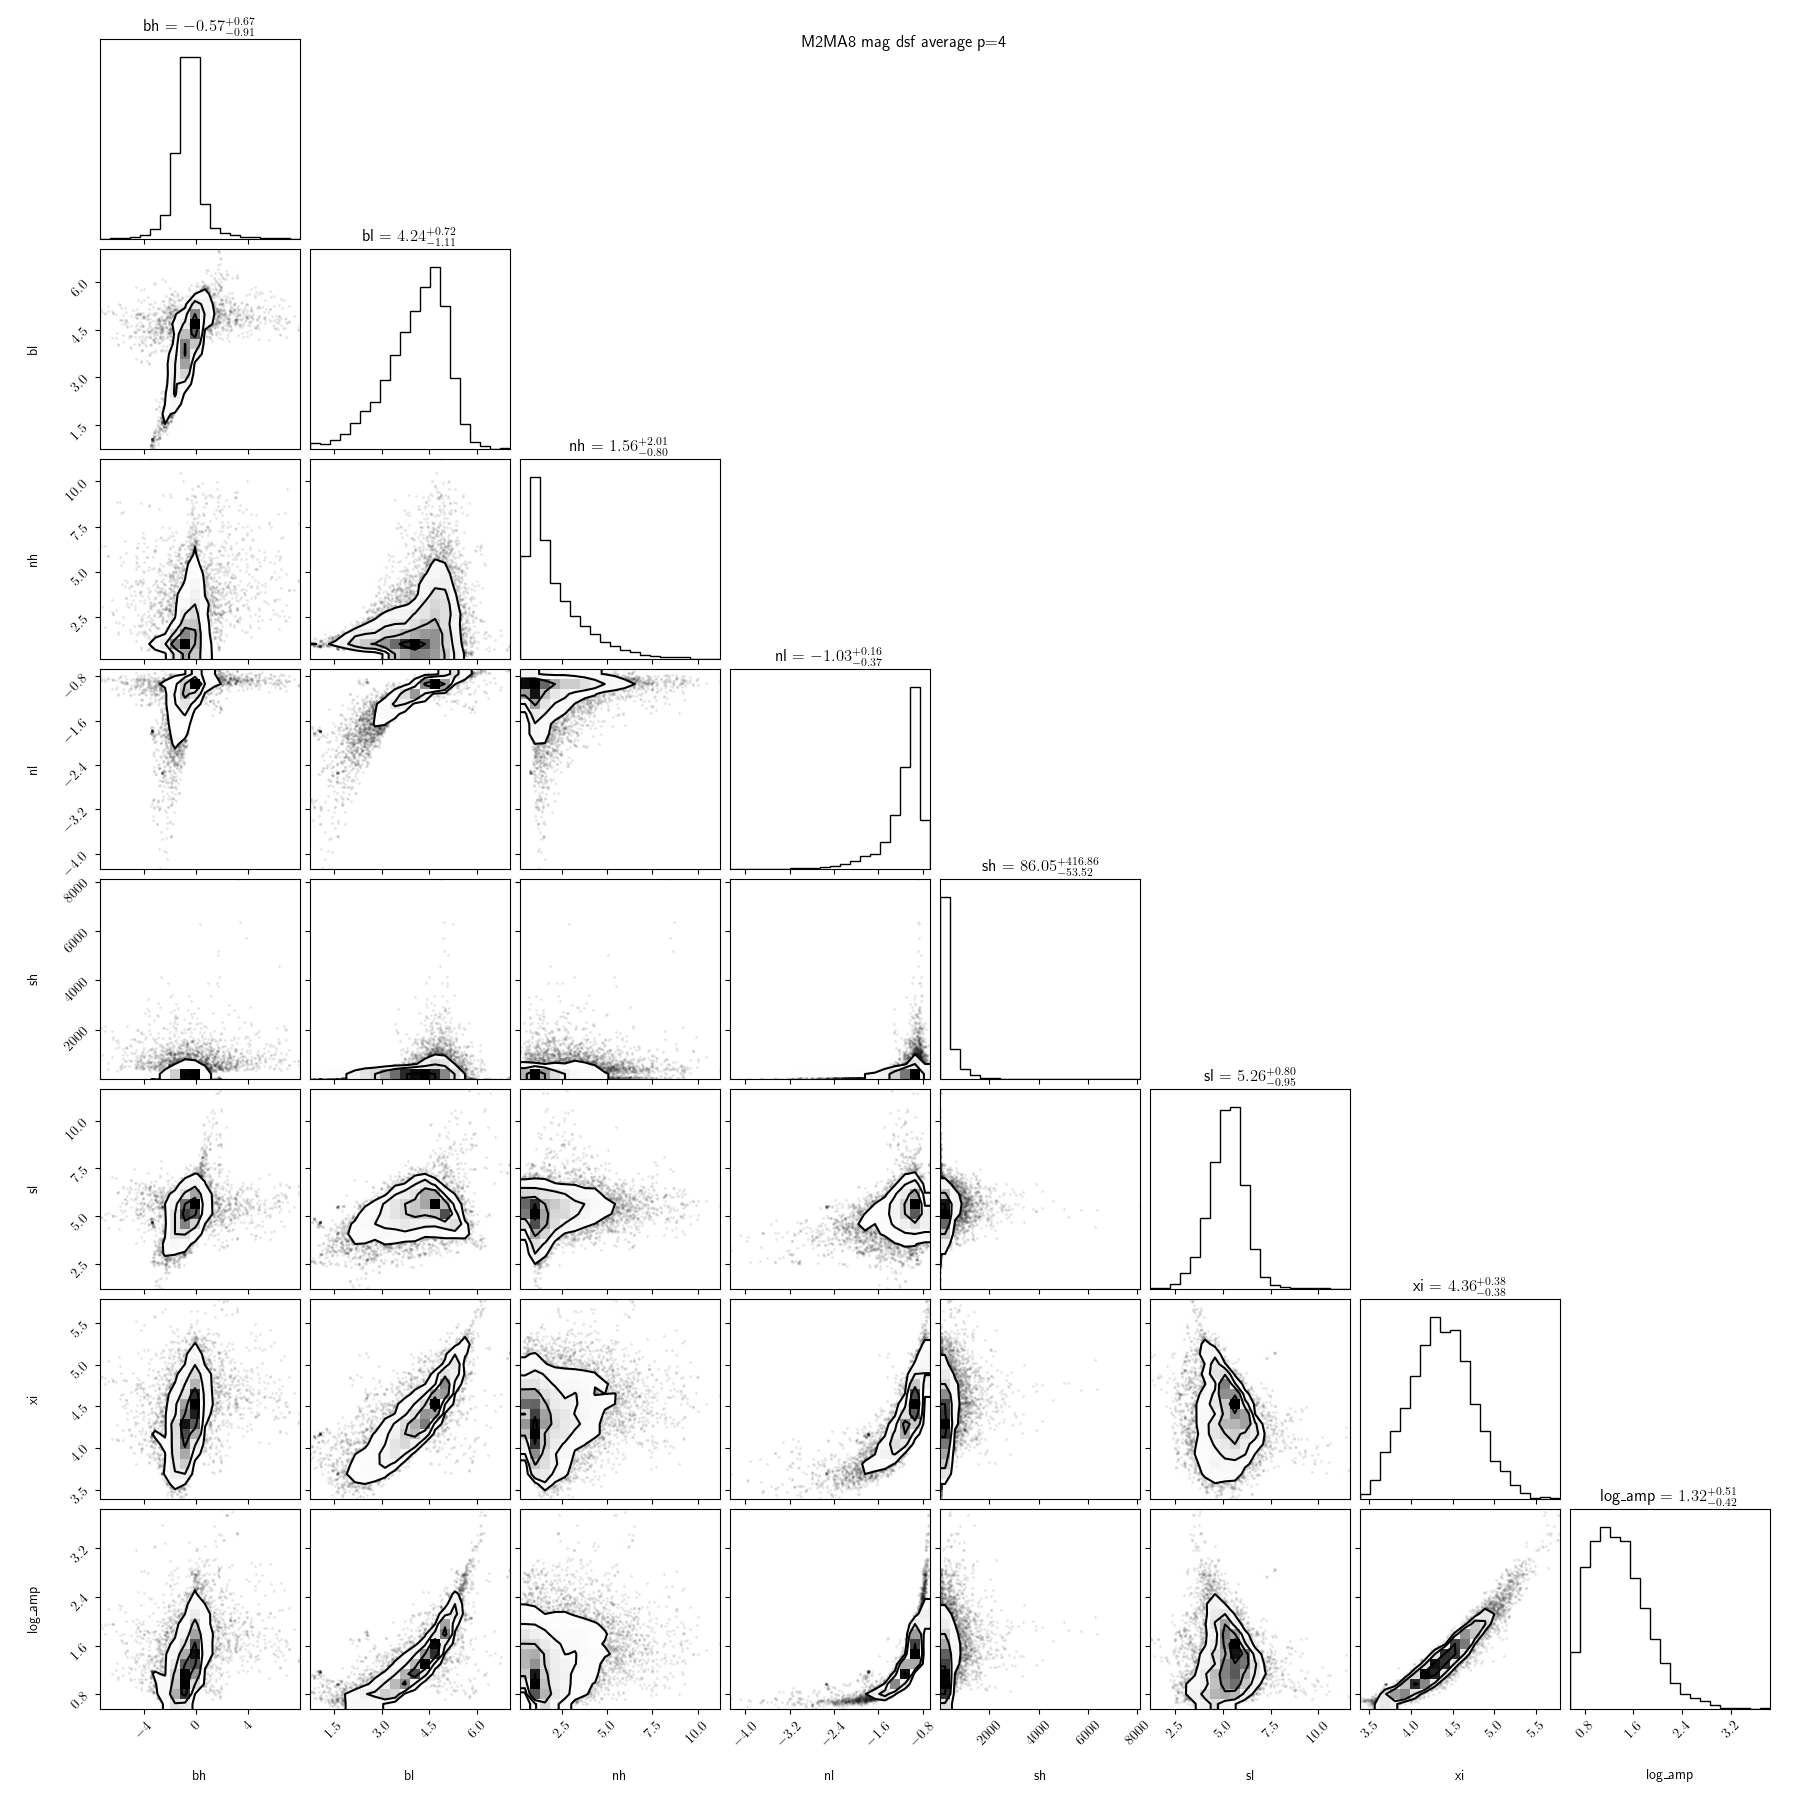 bh = −0.57+0.67−0.91
M2MA8 mag dsf average p=4
bl = 4.24+0.72−1.11
bl
6.0
4.5
3.0
1.5
nh = 1.56+2.01−0.80
nh
10.0
7.5
5.0
2.5
nl = −1.03+0.16−0.37
nl
−0.8
−1.6
−2.4
−3.2
−4.0
sh = 86.05+416.86−53.52
sh
8000
6000
4000
2000
sl = 5.26+0.80−0.95
sl
10.0
7.5
5.0
2.5
xi = 4.36+0.38−0.38
xi
5.5
5.0
4.5
4.0
3.5
log_amp = 1.32+0.51−0.42
log_amp
3.2
2.4
1.6
0.8
−4 0 4 1.5 3.0 4.5 6.0 2.5 5.0 7.5 10.0 −4.0 −3.2 −2.4 −1.6 −0.8 2000 4000 6000 8000 2.5 5.0 7.5 10.0 3.5 4.0 4.5 5.0 5.5 0.8 1.6 2.4 3.2
bh bl nh nl sh sl xi log_amp